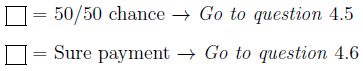 = 50/50 chance → Go to question 4.5
= Sure payment → Go to question 4.6